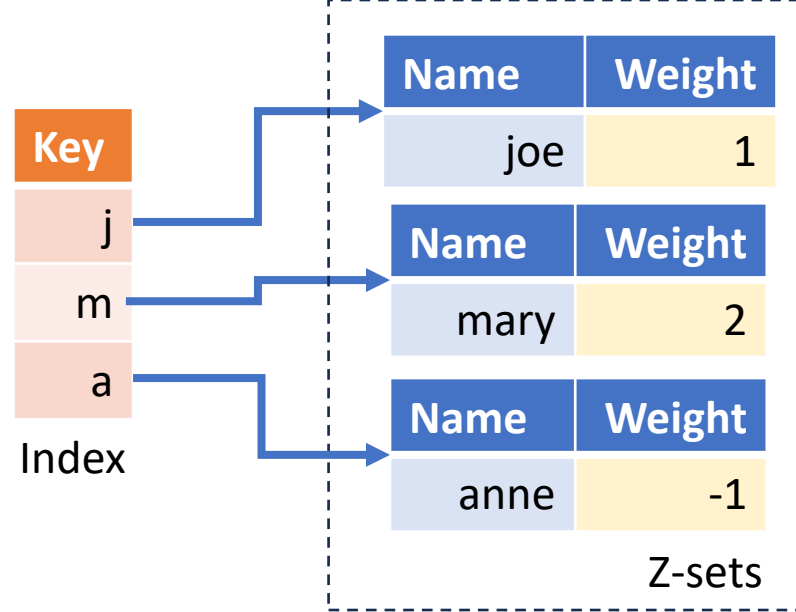 Key
j
m
a
Index
Name Weight
joe 1
Name Weight
mary 2
Name Weight
anne -1
Z-sets